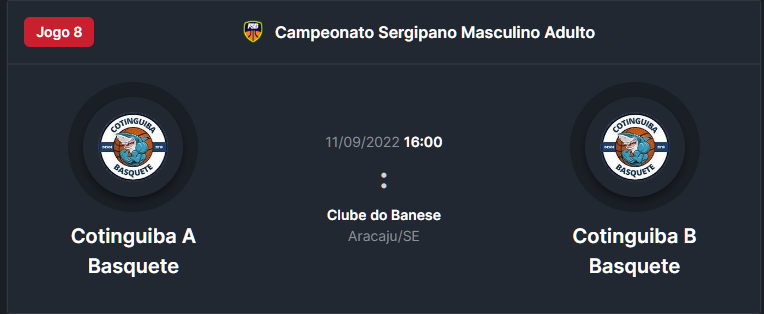 Jogo 8
FSB
Campeonato Sergipano Masculino Adulto
COTINGUIBA
BASQUETE
COTINGUIBA
BASQUETE
11/09/2022 16:00
:
Clube do Banese
Aracaju/SE
Cotinguiba A
Basquete
Cotinguiba B
Basquete